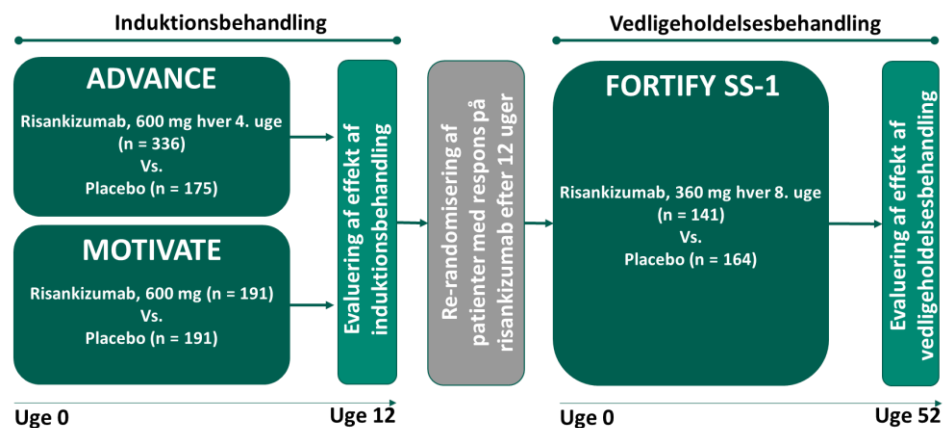 Induktionsbehandling
Vedligeholdelsesbehandling
ADVANCE
Risankizumab, 600 mg hver 4. uge
(n = 336)
Vs.
Placebo (n = 175)
MOTIVATE
Risankizumab, 600 mg (n = 191)
Vs.
Placebo (n = 191)
Evaluering af effekt af
induktionsbehandling
Re-randomisering af
patienter med respons på
risankizumab efter 12 uger
FORTIFY SS-1
Risankizumab, 360 mg hver 8. uge
(n = 141)
Vs.
Placebo (n = 164)
Evaluering af effekt af
vedligeholdelsesbehandling
Uge 0
Uge 12
Uge 0
Uge 52